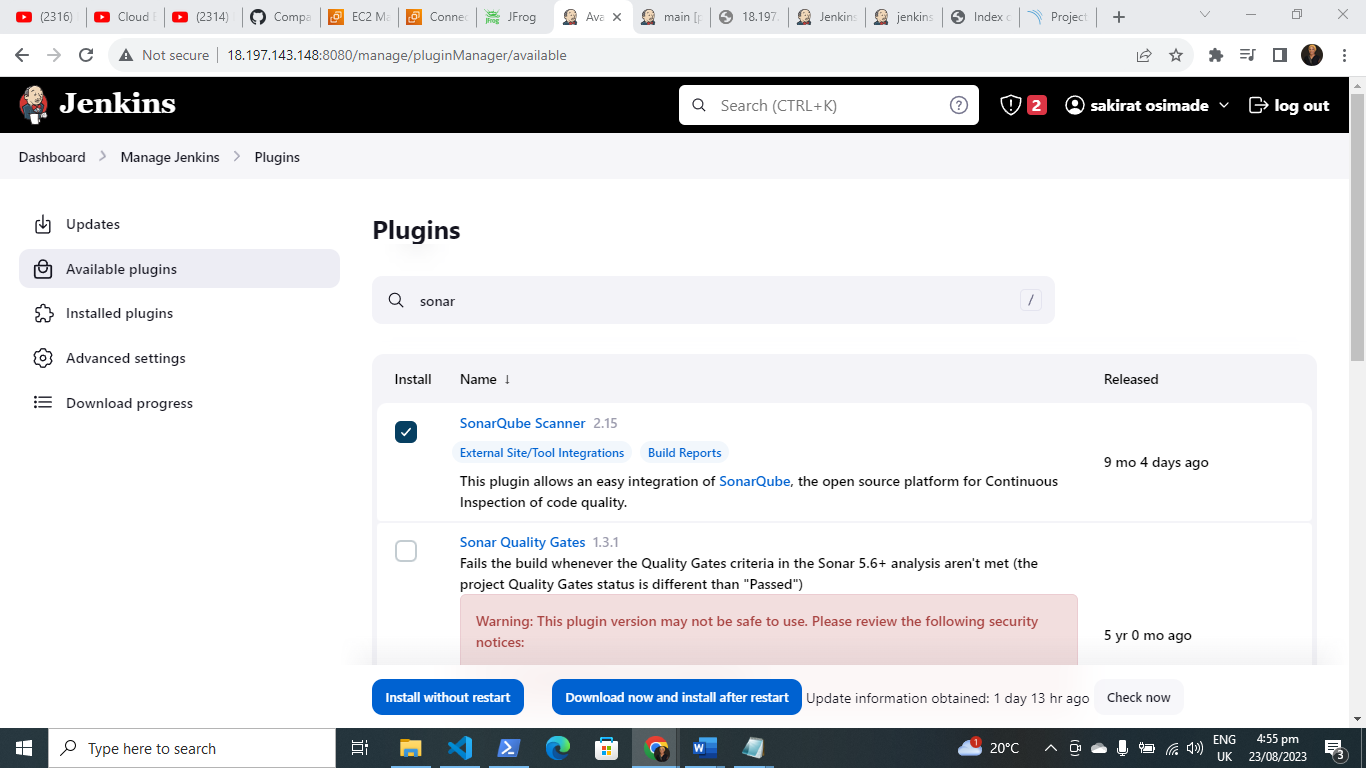 (2316)
Cloud E
(2314)
Compa
EC2 Ma
Connec
JFrog
Ava
main [p
18.197.
Jenkins
jenkins
Index o
Project
Not secure
18.197.143.148:8080/manage/pluginManager/available
Jenkins
Search (CTRL+K)
2
sakirat osimade
log out
Dashboard
Manage Jenkins
Plugins
Updates
Available plugins
Installed plugins
Advanced settings
Download progress
Plugins
sonar
/
Install
Name ↓
Released
SonarQube Scanner 2.15
External Site/Tool Integrations
Build Reports
This plugin allows an easy integration of SonarQube, the open source platform for Continuous
Inspection of code quality.
9 mo 4 days ago
Sonar Quality Gates 1.3.1
Fails the build whenever the Quality Gates criteria in the Sonar 5.6+ analysis aren't met (the
project Quality Gates status is different than "Passed")
Warning: This plugin version may not be safe to use. Please review the following security
notices:
5 yr 0 mo ago
Install without restart
Download now and install after restart
Update information obtained: 1 day 13 hr ago
Check now
Type here to search
1
20°C
ENG
UK
4:55 pm
23/08/2023
3